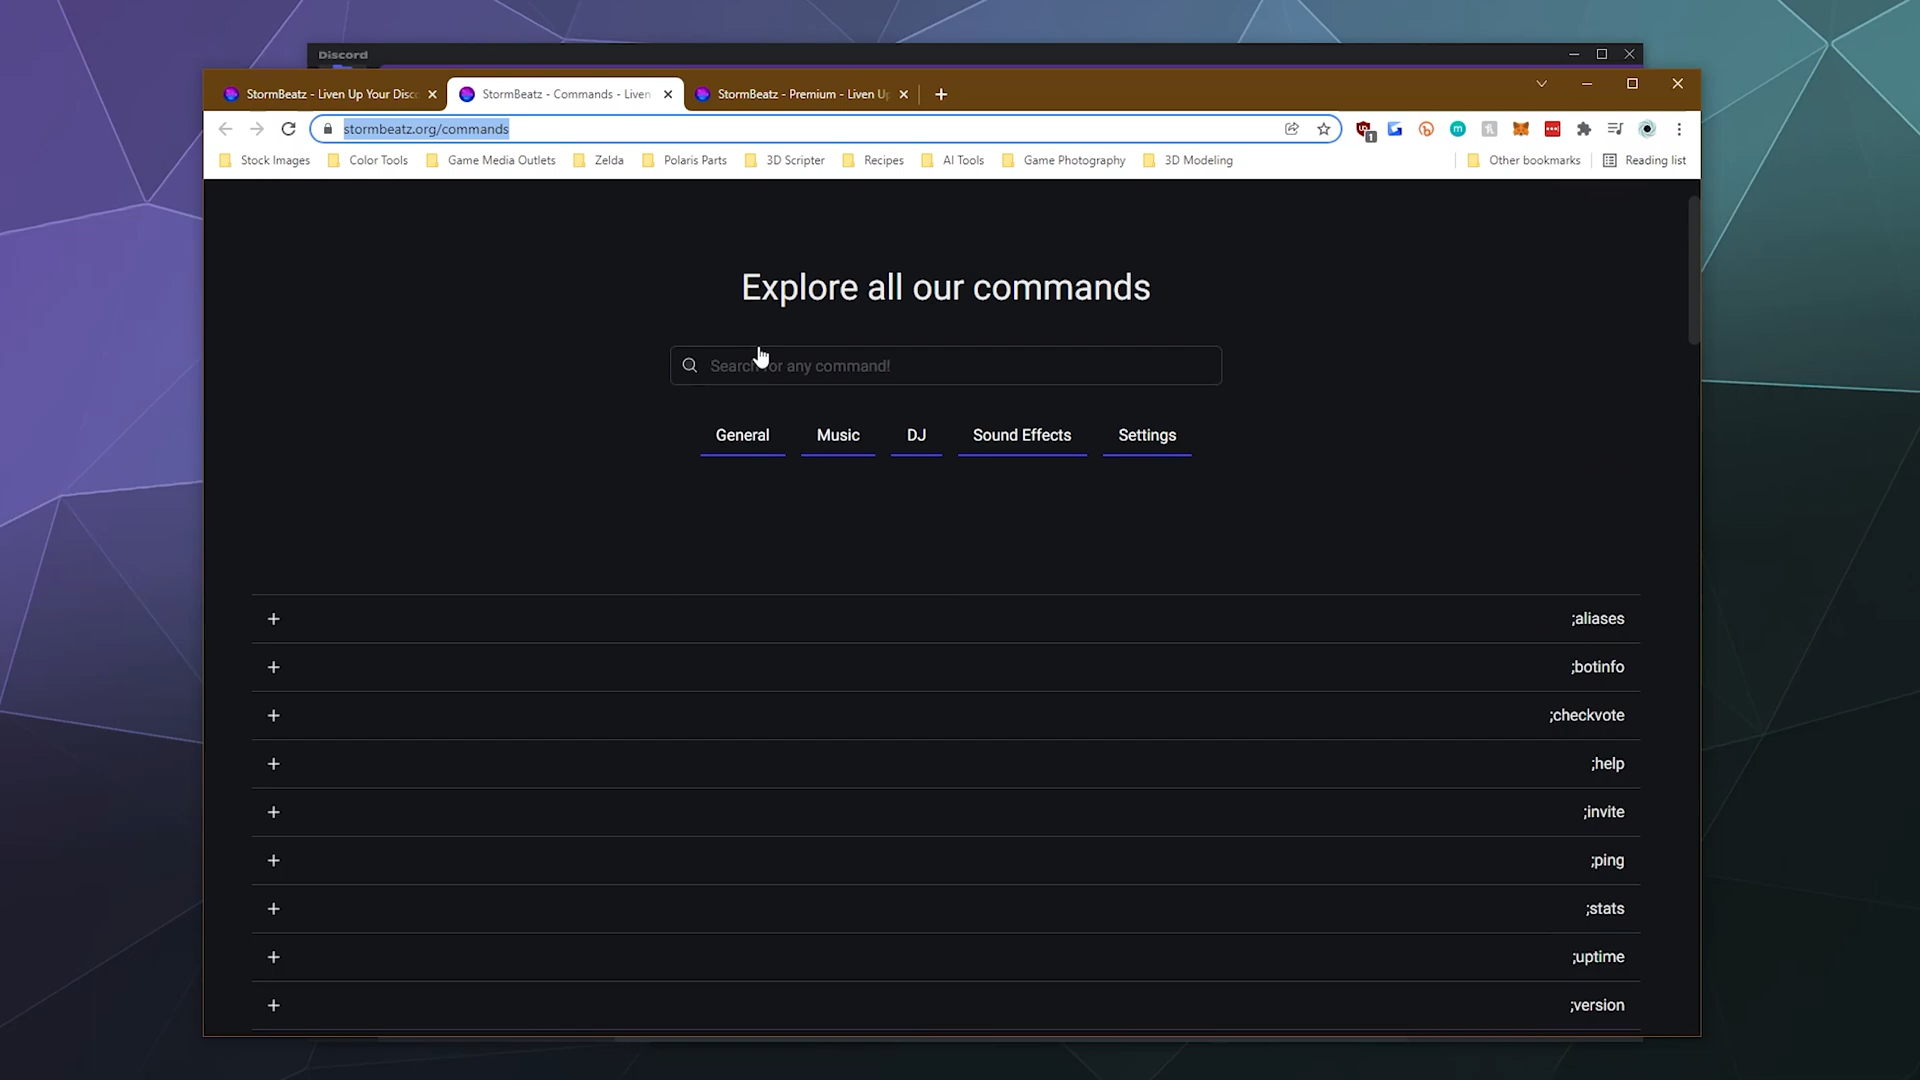 Discord
StormBeatz - Liven Up Your Disc
StormBeatz - Commands - Liven
StormBeatz - Premium - Liven Up
stormbeatz.org/commands
1
Stock Images
Color Tools
Game Media Outlets
Zelda
Polaris Parts
3D Scripter
Recipes
AI Tools
Game Photography
3D Modeling
Other bookmarks
Reading list
Explore all our commands
Search for any command!
General
Music
DJ
Sound Effects
Settings
;aliases
;botinfo
;checkvote
;help
;invite
;ping
;stats
;uptime
;version